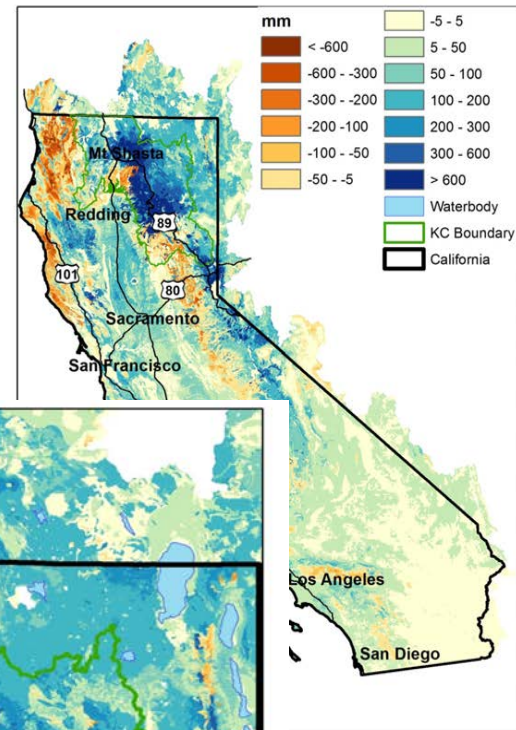 mm
< -600
-600 - -300
-300 - -200
-200 -100
-100 - -50
-50 - -5
-5 - 5
5 - 50
50 - 100
100 - 200
200 - 300
300 - 600
> 600
Waterbody
KC Boundary
California
Mt Shasta
Redding
89
101
80
Sacramento
San Francisco
Los Angeles
San Diego